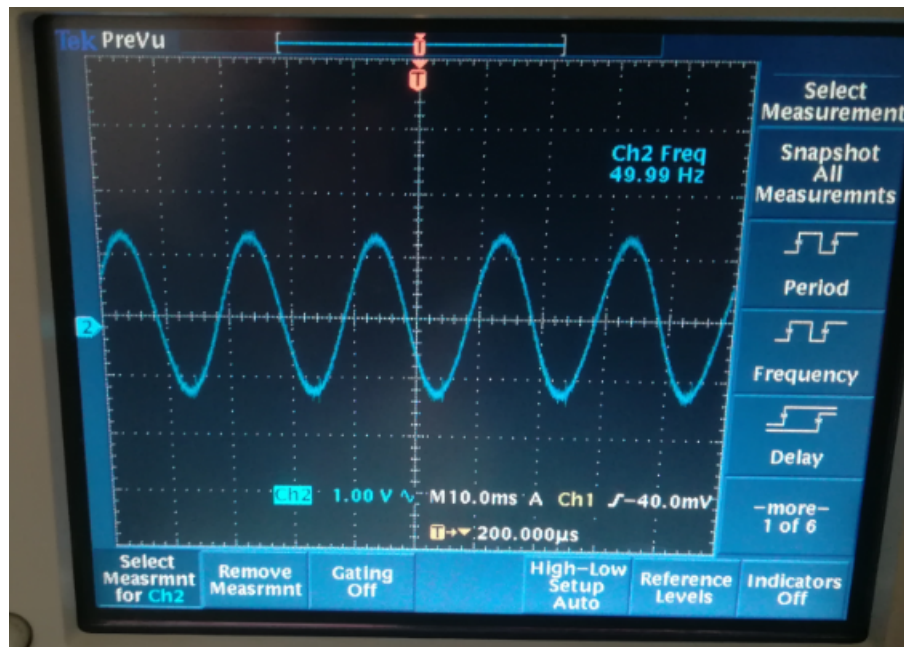 Tek PreVu
T
T
Select
Measurement
Ch2 Freq
49.99 Hz
Snapshot
All
Measuremnts
Period
2
Frequency
Delay
Ch2 1.00 V M10.0ms A Ch1 -40.0mV
T 200.000µs
-more-
1 of 6
Select
Measrmnt
for Ch2
Remove
Measrmnt
Gating
Off
High-Low
Setup
Auto
Reference
Levels
Indicators
Off